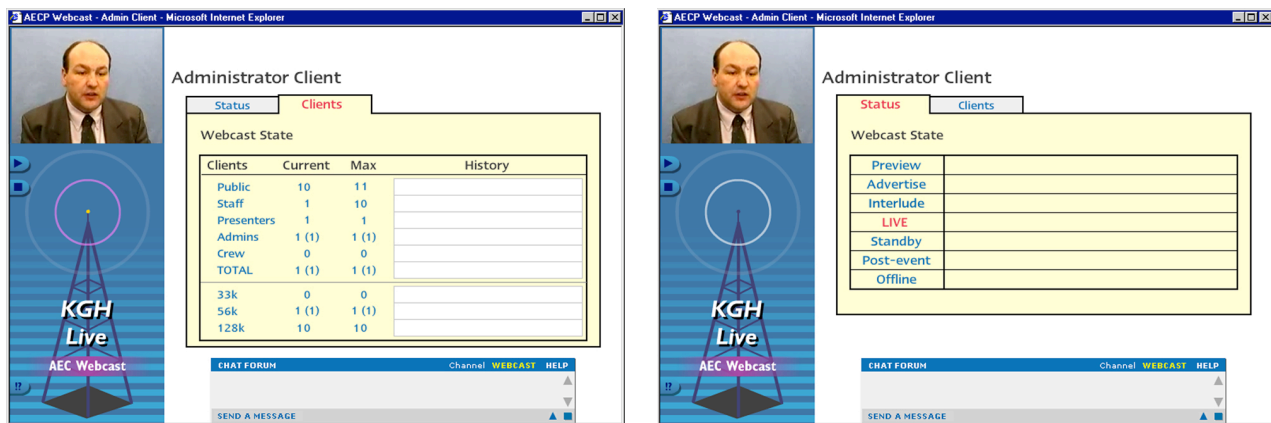 AECP Webcast - Admin Client - Microsoft Internet Explorer
Administrator Client
Status Clients
Webcast State
Clients Current Max History
Public 10 11
Staff 1 10
Presenters 1 1
Admins 1 (1) 1 (1)
Crew 0 0
TOTAL 1 (1) 1 (1)
33k 0 0
56k 1 (1) 1 (1)
128k 10 10
KGH
Live
AEC Webcast
!?
CHAT FORUM Channel WEBCAST HELP
SEND A MESSAGE
AECP Webcast - Admin Client - Microsoft Internet Explorer
Administrator Client
Status Clients
Webcast State
Preview
Advertise
Interlude
LIVE
Standby
Post-event
Offline
KGH
Live
AEC Webcast
!?
CHAT FORUM Channel WEBCAST HELP
SEND A MESSAGE